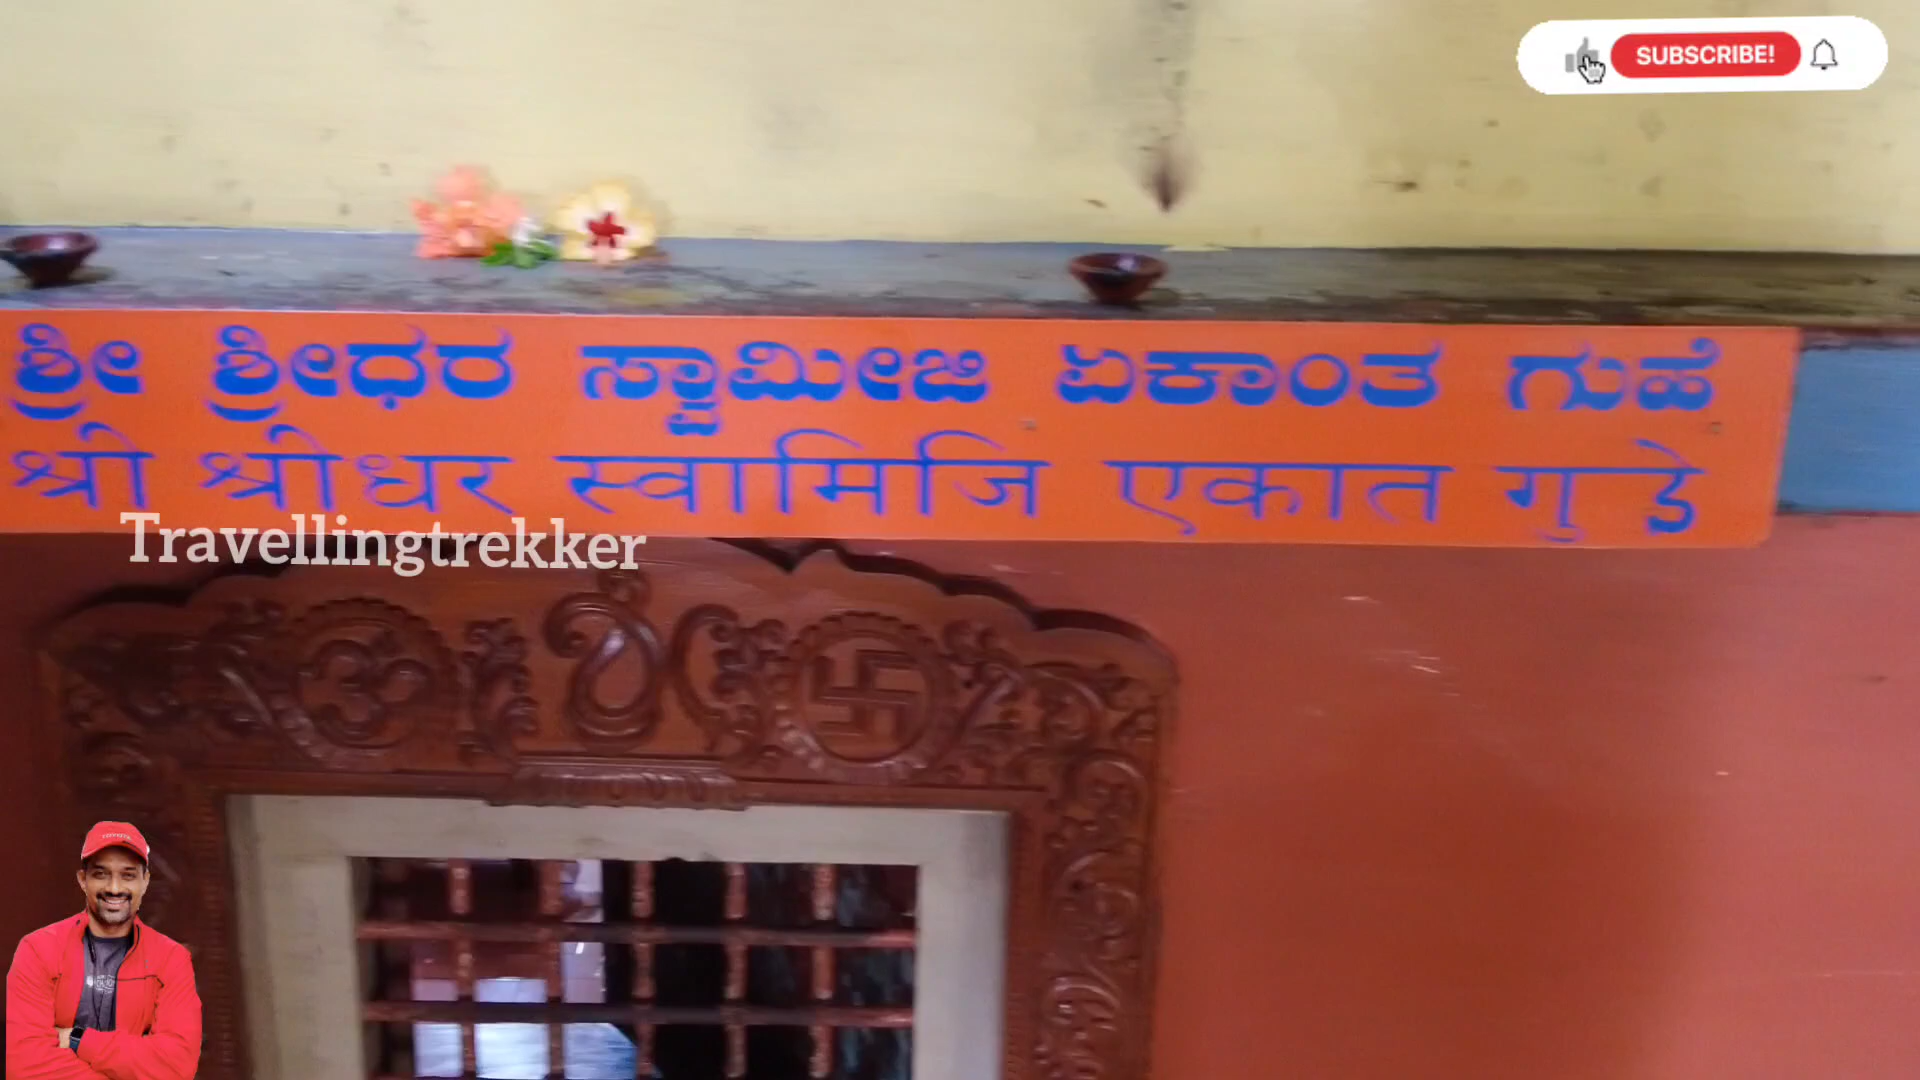 SUBSCRIBE!
ಶ್ರೀ ಶ್ರೀಧರ ಸ್ವಾಮೀಜಿ ಏಕಾಂತ ಗುಹೆ
श्री श्रीधर स्वामिजि एकात गु डे
Travellingtrekker